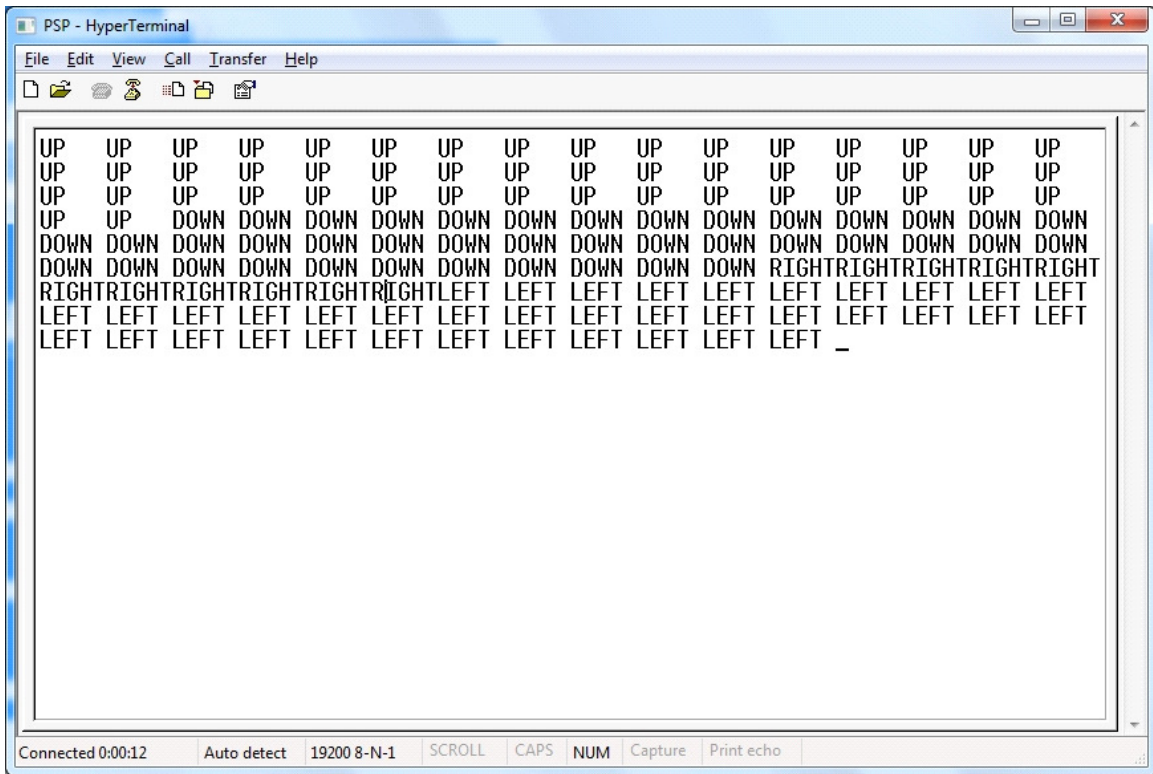 PSP - HyperTerminal
File Edit View Call Transfer Help
UP UP UP UP UP UP UP UP UP UP UP UP UP UP UP UP
UP UP UP UP UP UP UP UP UP UP UP UP UP UP UP UP
UP UP UP UP UP UP UP UP UP UP UP UP UP UP UP UP
UP UP DOWN DOWN DOWN DOWN DOWN DOWN DOWN DOWN DOWN DOWN DOWN DOWN DOWN DOWN
DOWN DOWN DOWN DOWN DOWN DOWN DOWN DOWN DOWN DOWN DOWN DOWN DOWN DOWN DOWN DOWN
DOWN DOWN DOWN DOWN DOWN DOWN DOWN DOWN DOWN DOWN DOWN RIGHTRIGHTRIGHTRIGHTRIGHT
RIGHTRIGHTRIGHTRIGHTRIGHTRIGHTLEFT LEFT LEFT LEFT LEFT LEFT LEFT LEFT LEFT LEFT
LEFT LEFT LEFT LEFT LEFT LEFT LEFT LEFT LEFT LEFT LEFT LEFT LEFT LEFT LEFT LEFT
LEFT LEFT LEFT LEFT LEFT LEFT LEFT LEFT LEFT LEFT LEFT LEFT _
Connected 0:00:12 Auto detect 19200 8-N-1 SCROLL CAPS NUM Capture Print echo